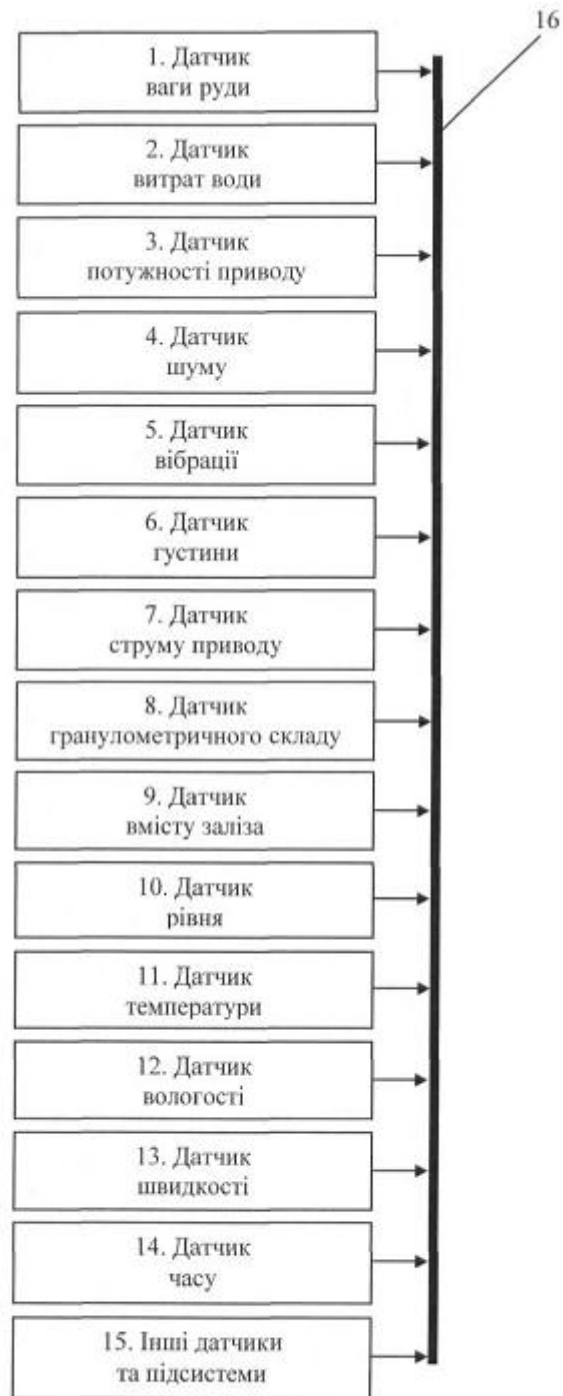 16
1. Датчик
ваги руди
2. Датчик
витрат води
3. Датчик
потужності приводу
4. Датчик
шуму
5. Датчик
вібрації
6. Датчик
густини
7. Датчик
струму приводу
8. Датчик
гранулометричного складу
9. Датчик
вмісту заліза
10. Датчик
рівня
11. Датчик
температури
12. Датчик
вологості
13. Датчик
швидкості
14. Датчик
часу
15. Інші датчики
та підсистеми